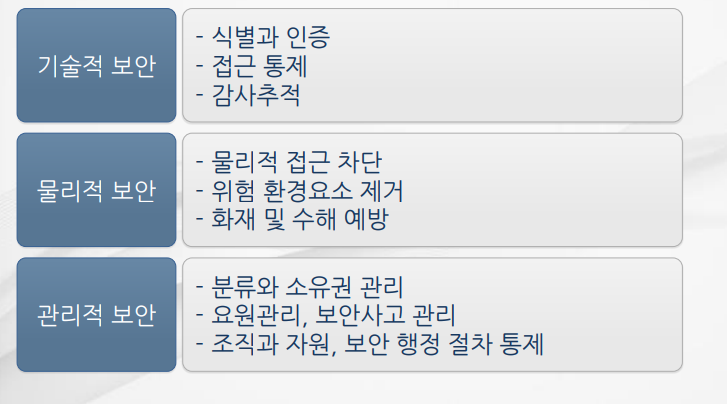 기술적 보안
- 식별과 인증
- 접근 통제
- 감사추적
물리적 보안
- 물리적 접근 차단
- 위험 환경요소 제거
- 화재 및 수해 예방
관리적 보안
- 분류와 소유권 관리
- 요원관리, 보안사고 관리
- 조직과 자원, 보안 행정 절차 통제